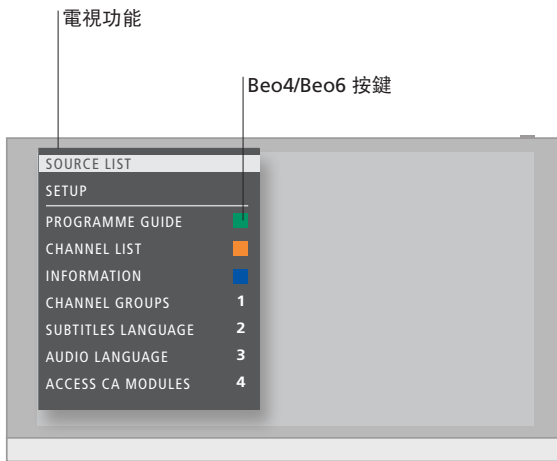 電視功能
Beo4/Beo6 按鍵
SOURCE LIST
SETUP
PROGRAMME GUIDE
CHANNEL LIST
INFORMATION
CHANNEL GROUPS 1
SUBTITLES LANGUAGE 2
AUDIO LANGUAGE 3
ACCESS CA MODULES 4